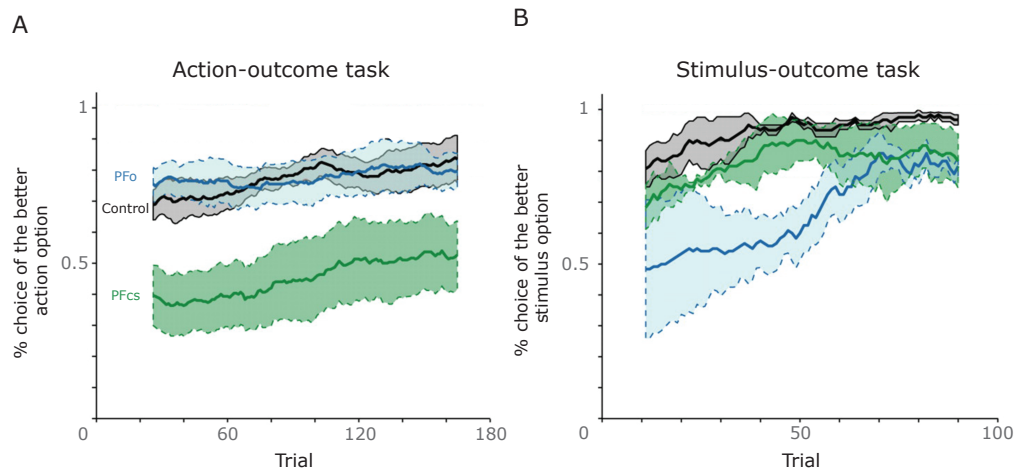 A
Action-outcome task
1
PFo
Control
0.5
PFcs
% choice of the better
action option
0
60
120
180
Trial
B
Stimulus-outcome task
1
0.5
% choice of the better
stimulus option
0
50
100
Trial